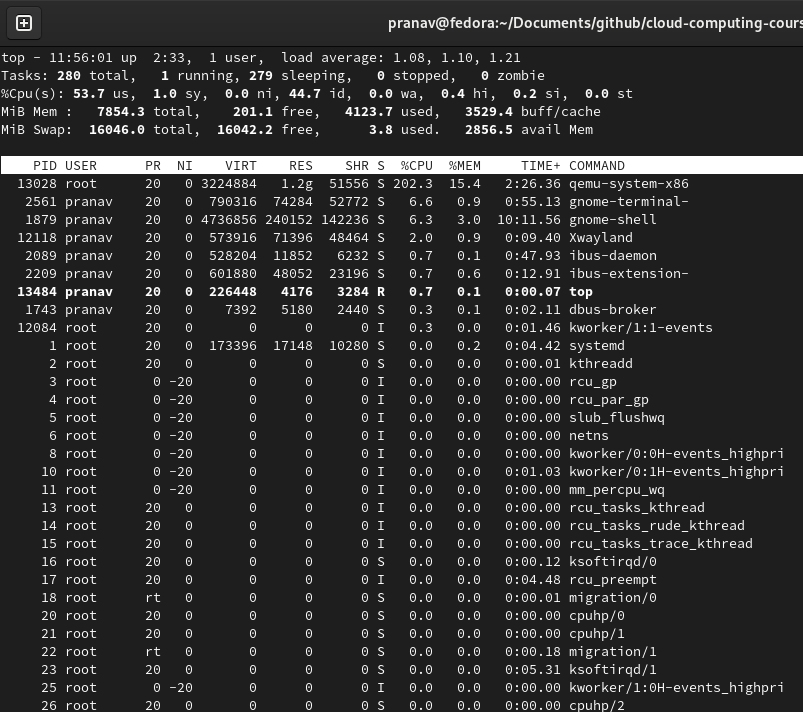 pranav@fedora:~/Documents/github/cloud-computing-cours
top - 11:56:01 up  2:33,  1 user,  load average: 1.08, 1.10, 1.21
Tasks: 280 total,   1 running, 279 sleeping,   0 stopped,   0 zombie
%Cpu(s): 53.7 us,  1.0 sy,  0.0 ni, 44.7 id,  0.0 wa,  0.4 hi,  0.2 si,  0.0 st
MiB Mem :   7854.3 total,    201.1 free,   4123.7 used,   3529.4 buff/cache
MiB Swap:  16046.0 total,  16042.2 free,      3.8 used.   2856.5 avail Mem
PID USER PR NI VIRT RES SHR S %CPU %MEM TIME+ COMMAND
13028 root 20 0 3224884 1.2g 51556 S 202.3 15.4 2:26.36 qemu-system-x86
2561 pranav 20 0 790316 74284 52772 S 6.6 0.9 0:55.13 gnome-terminal-
1879 pranav 20 0 4736856 240152 142236 S 6.3 3.0 10:11.56 gnome-shell
12118 pranav 20 0 573916 71396 48464 S 2.0 0.9 0:09.40 Xwayland
2089 pranav 20 0 528204 11852 6232 S 0.7 0.1 0:47.93 ibus-daemon
2209 pranav 20 0 601880 48052 23196 S 0.7 0.6 0:12.91 ibus-extension-
13484 pranav 20 0 226448 4176 3284 R 0.7 0.1 0:00.07 top
1743 pranav 20 0 7392 5180 2440 S 0.3 0.1 0:02.11 dbus-broker
12084 root 20 0 0 0 0 I 0.3 0.0 0:01.46 kworker/1:1-events
1 root 20 0 173396 17148 10280 S 0.0 0.2 0:04.42 systemd
2 root 20 0 0 0 0 S 0.0 0.0 0:00.01 kthreadd
3 root 0 -20 0 0 0 I 0.0 0.0 0:00.00 rcu_gp
4 root 0 -20 0 0 0 I 0.0 0.0 0:00.00 rcu_par_gp
5 root 0 -20 0 0 0 I 0.0 0.0 0:00.00 slub_flushwq
6 root 0 -20 0 0 0 I 0.0 0.0 0:00.00 netns
8 root 0 -20 0 0 0 I 0.0 0.0 0:00.00 kworker/0:0H-events_highpri
10 root 0 -20 0 0 0 I 0.0 0.0 0:01.03 kworker/0:1H-events_highpri
11 root 0 -20 0 0 0 I 0.0 0.0 0:00.00 mm_percpu_wq
13 root 20 0 0 0 0 I 0.0 0.0 0:00.00 rcu_tasks_kthread
14 root 20 0 0 0 0 I 0.0 0.0 0:00.00 rcu_tasks_rude_kthread
15 root 20 0 0 0 0 I 0.0 0.0 0:00.00 rcu_tasks_trace_kthread
16 root 20 0 0 0 0 S 0.0 0.0 0:00.12 ksoftirqd/0
17 root 20 0 0 0 0 I 0.0 0.0 0:04.48 rcu_preempt
18 root rt 0 0 0 0 S 0.0 0.0 0:00.01 migration/0
20 root 20 0 0 0 0 S 0.0 0.0 0:00.00 cpuhp/0
21 root 20 0 0 0 0 S 0.0 0.0 0:00.00 cpuhp/1
22 root rt 0 0 0 0 S 0.0 0.0 0:00.18 migration/1
23 root 20 0 0 0 0 S 0.0 0.0 0:05.31 ksoftirqd/1
25 root 0 -20 0 0 0 I 0.0 0.0 0:00.00 kworker/1:0H-events_highpri
26 root 20 0 0 0 0 S 0.0 0.0 0:00.00 cpuhp/2